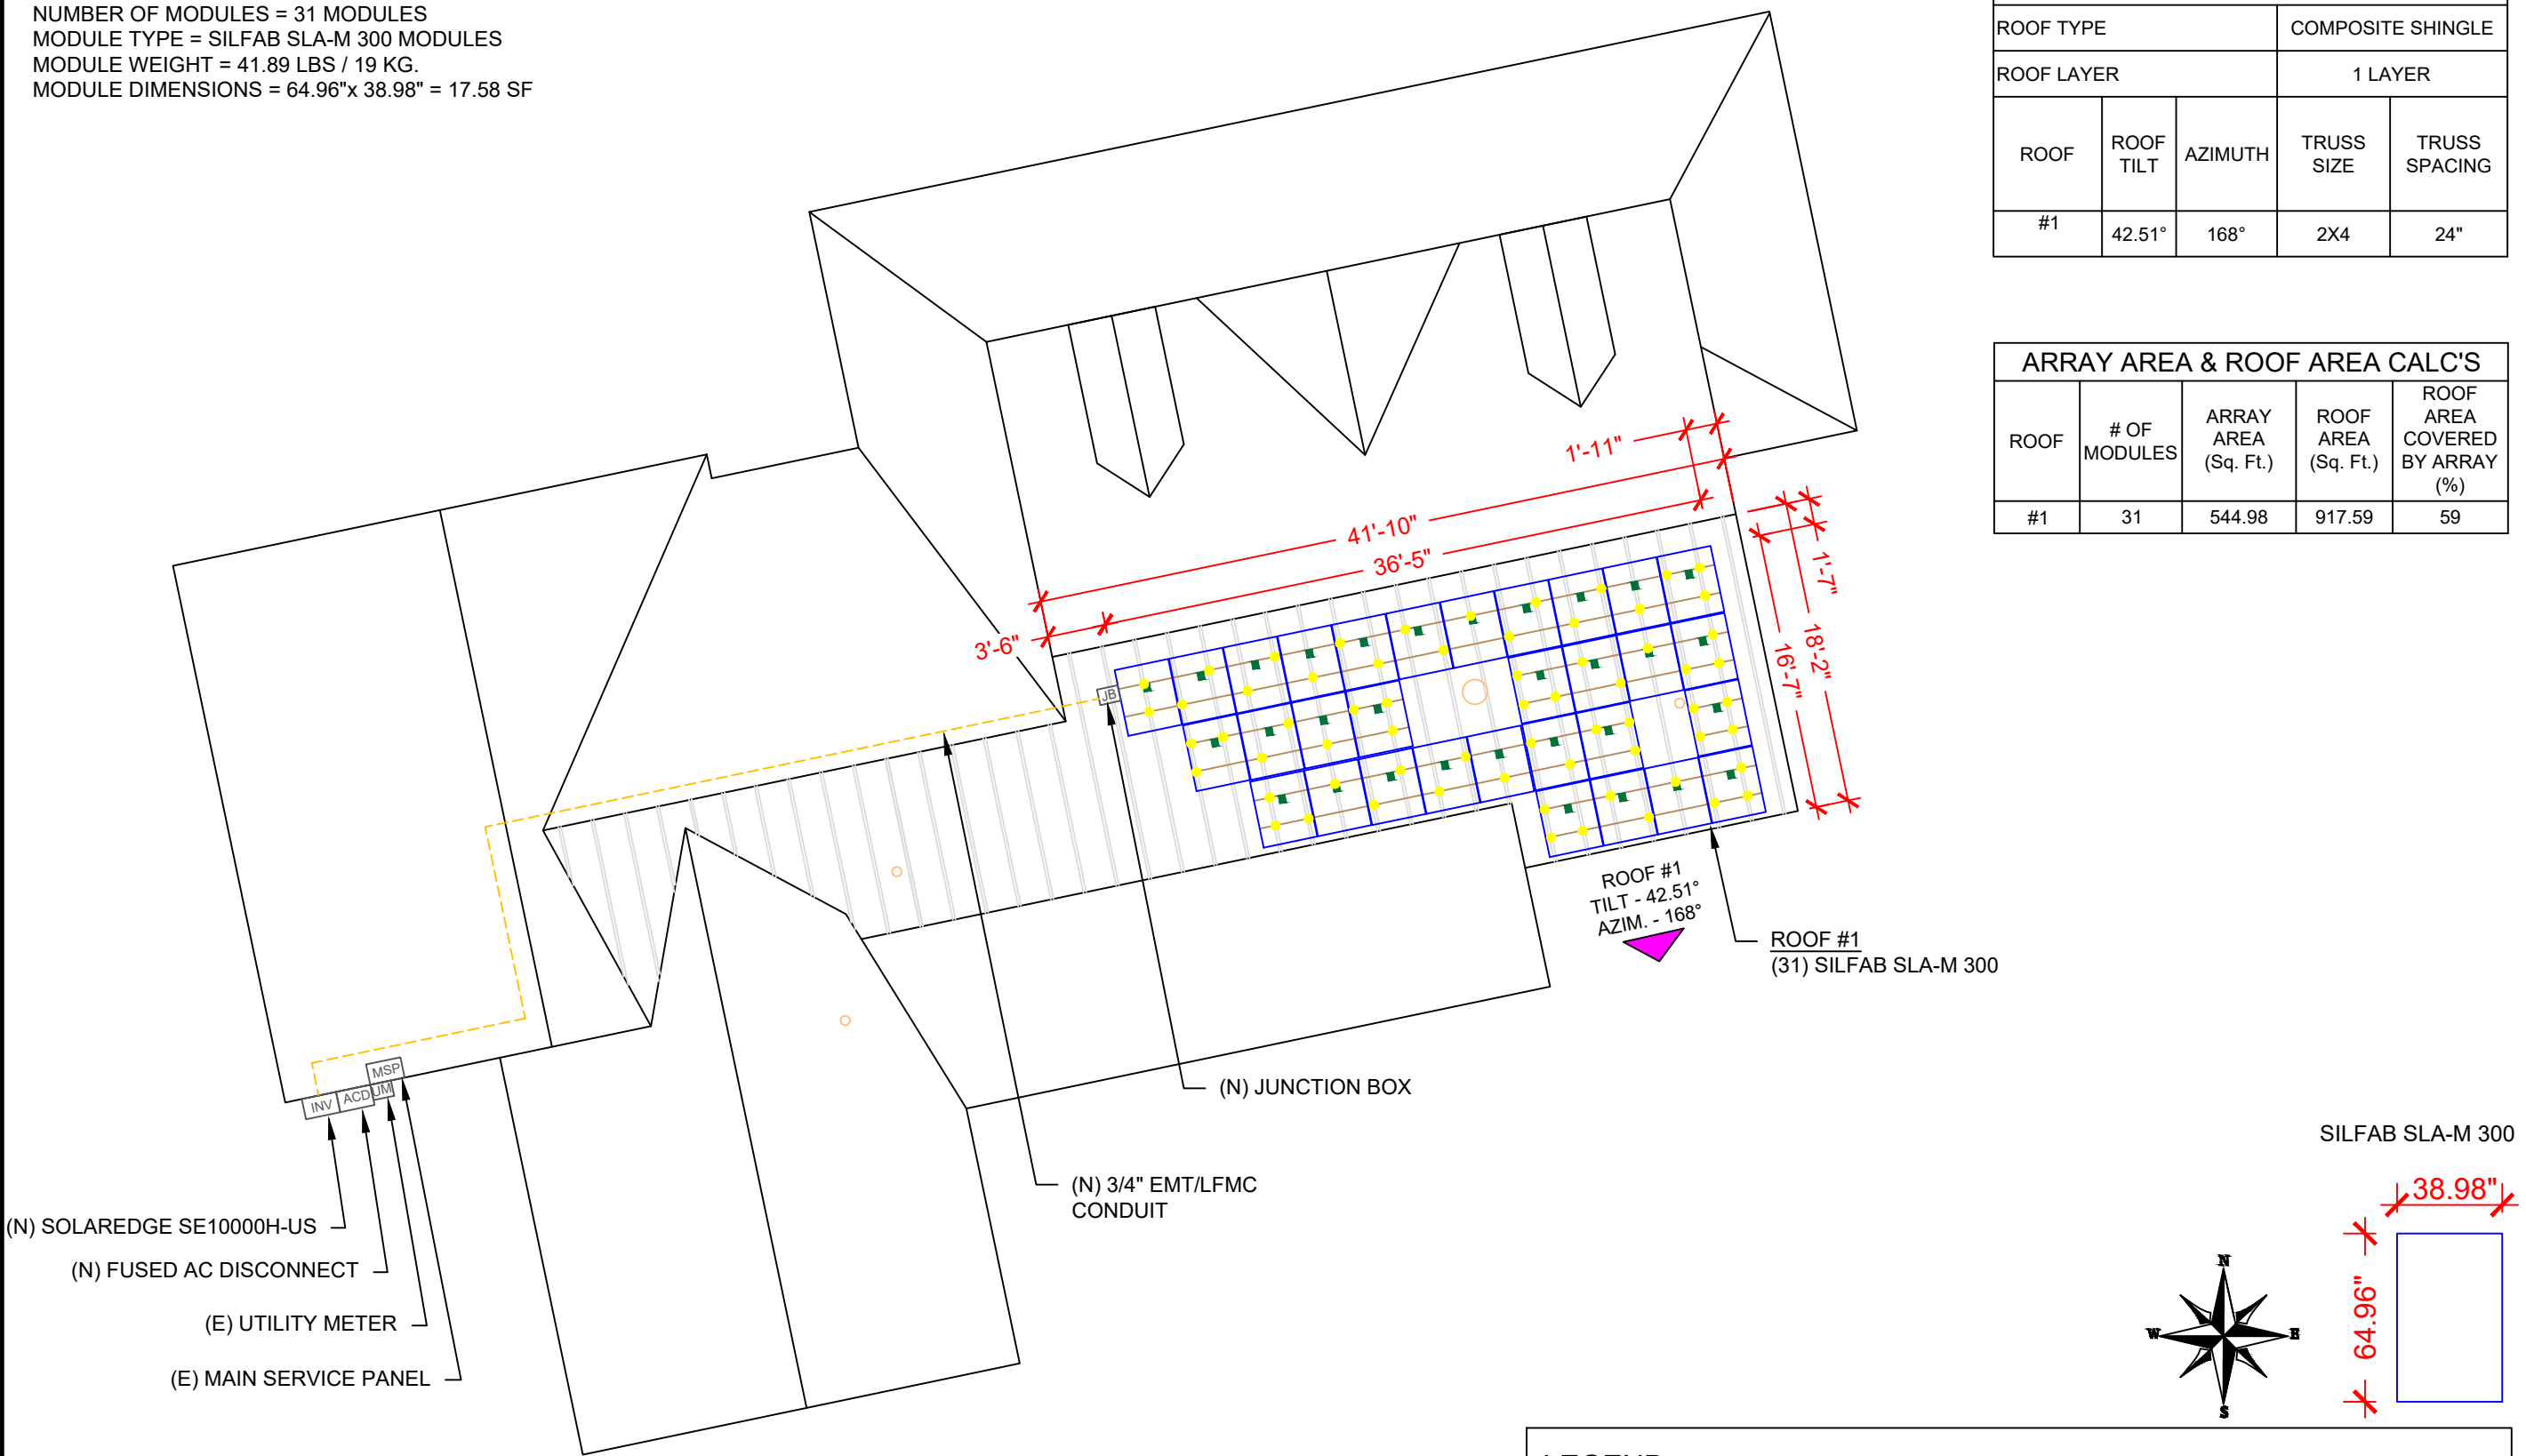 NUMBER OF MODULES = 31 MODULES
MODULE TYPE = SILFAB SLA-M 300 MODULES
MODULE WEIGHT = 41.89 LBS / 19 KG.
MODULE DIMENSIONS = 64.96"x 38.98" = 17.58 SF
ROOF TYPE COMPOSITE SHINGLE
ROOF LAYER 1 LAYER
ROOF ROOF TILT AZIMUTH TRUSS SIZE TRUSS SPACING
#1 42.51° 168° 2X4 24"
ARRAY AREA & ROOF AREA CALC'S
ROOF # OF MODULES ARRAY AREA (Sq. Ft.) ROOF AREA (Sq. Ft.) ROOF AREA COVERED BY ARRAY (%)
#1 31 544.98 917.59 59
1'-11"
41'-10"
36'-5"
3'-6"
1'-7"
18'-2"
16'-7"
JB
ROOF #1
TILT - 42.51°
AZIM. - 168°
ROOF #1
(31) SILFAB SLA-M 300
MSP
INV
ACD
UM
(N) JUNCTION BOX
(N) 3/4" EMT/LFMC
CONDUIT
(N) SOLAREDGE SE10000H-US
(N) FUSED AC DISCONNECT
(E) UTILITY METER
(E) MAIN SERVICE PANEL
SILFAB SLA-M 300
38.98"
64.96"
N
W
E
S